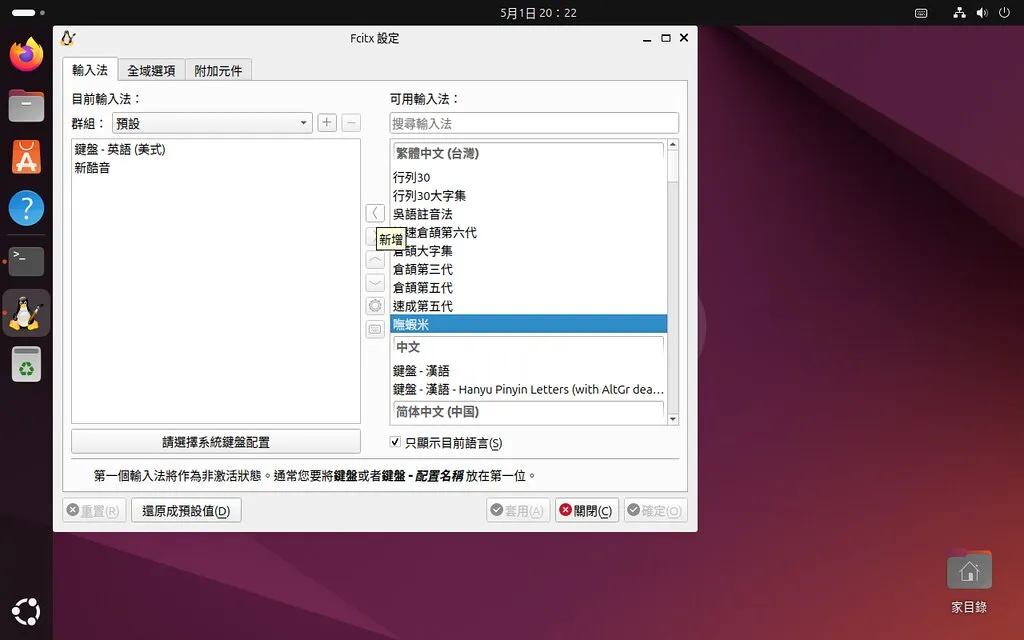 5月1日 20：22
Fcitx 設定
輸入法
全域選項
附加元件
目前輸入法：
可用輸入法：
群組：
預設
搜尋輸入法
鍵盤 - 英語 (美式)
新酷音
繁體中文 (台灣)
行列30
行列30大字集
吳語註音法
速倉頡第六代
新增
倉頡大字集
倉頡第三代
倉頡第五代
速成第五代
嘸蝦米
中文
鍵盤 - 漢語
鍵盤 - 漢語 - Hanyu Pinyin Letters (with AltGr dea…
简体中文 (中国)
請選擇系統鍵盤配置
只顯示目前語言(S)
第一個輸入法將作為非激活狀態。通常您要將鍵盤或者鍵盤 - 配置名稱 放在第一位。
重置(R)
還原成預設值(D)
套用(A)
關閉(C)
確定(O)
家目錄